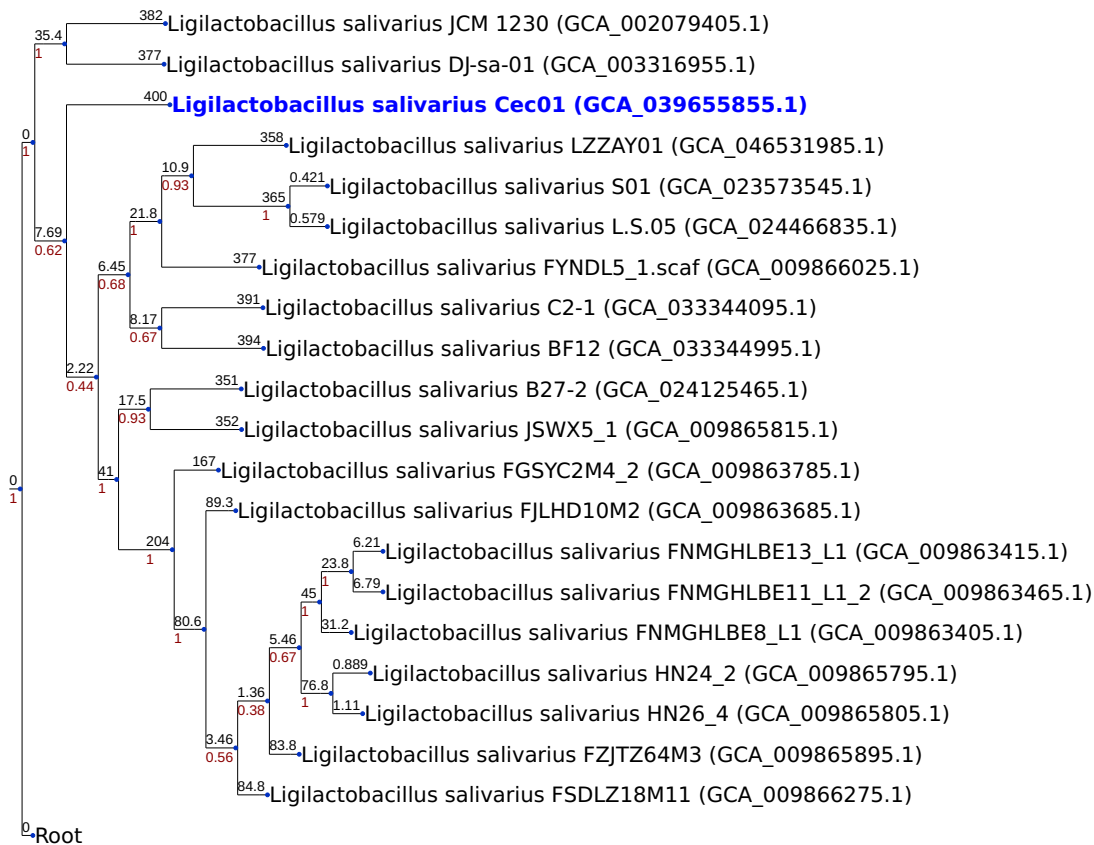 382 Ligilactobacillus salivarius JCM 1230 (GCA_002079405.1)
35.4
1
377 Ligilactobacillus salivarius DJ-sa-01 (GCA_003316955.1)
400 Ligilactobacillus salivarius Cec01 (GCA_039655855.1)
0
1
358 Ligilactobacillus salivarius LZZAY01 (GCA_046531985.1)
10.9
0.93
0.421 Ligilactobacillus salivarius S01 (GCA_023573545.1)
365
1
21.8
1
0.579 Ligilactobacillus salivarius L.S.05 (GCA_024466835.1)
7.69
0.62
377 Ligilactobacillus salivarius FYNDL5_1.scaf (GCA_009866025.1)
6.45
0.68
391 Ligilactobacillus salivarius C2-1 (GCA_033344095.1)
8.17
0.67
394 Ligilactobacillus salivarius BF12 (GCA_033344995.1)
2.22
0.44
351 Ligilactobacillus salivarius B27-2 (GCA_024125465.1)
17.5
0.93
352 Ligilactobacillus salivarius JSWX5_1 (GCA_009865815.1)
167 Ligilactobacillus salivarius FGSYC2M4_2 (GCA_009863785.1)
41
1
0
1
89.3 Ligilactobacillus salivarius FJLHD10M2 (GCA_009863685.1)
204
1
6.21 Ligilactobacillus salivarius FNMGHLBE13_L1 (GCA_009863415.1)
23.8
1
6.79 Ligilactobacillus salivarius FNMGHLBE11_L1_2 (GCA_009863465.1)
45
1
31.2 Ligilactobacillus salivarius FNMGHLBE8_L1 (GCA_009863405.1)
80.6
1
5.46
0.67
0.889 Ligilactobacillus salivarius HN24_2 (GCA_009865795.1)
76.8
1
1.36
0.38
1.11 Ligilactobacillus salivarius HN26_4 (GCA_009865805.1)
3.46
0.56
83.8 Ligilactobacillus salivarius FZJTZ64M3 (GCA_009865895.1)
84.8 Ligilactobacillus salivarius FSDLZ18M11 (GCA_009866275.1)
0 Root